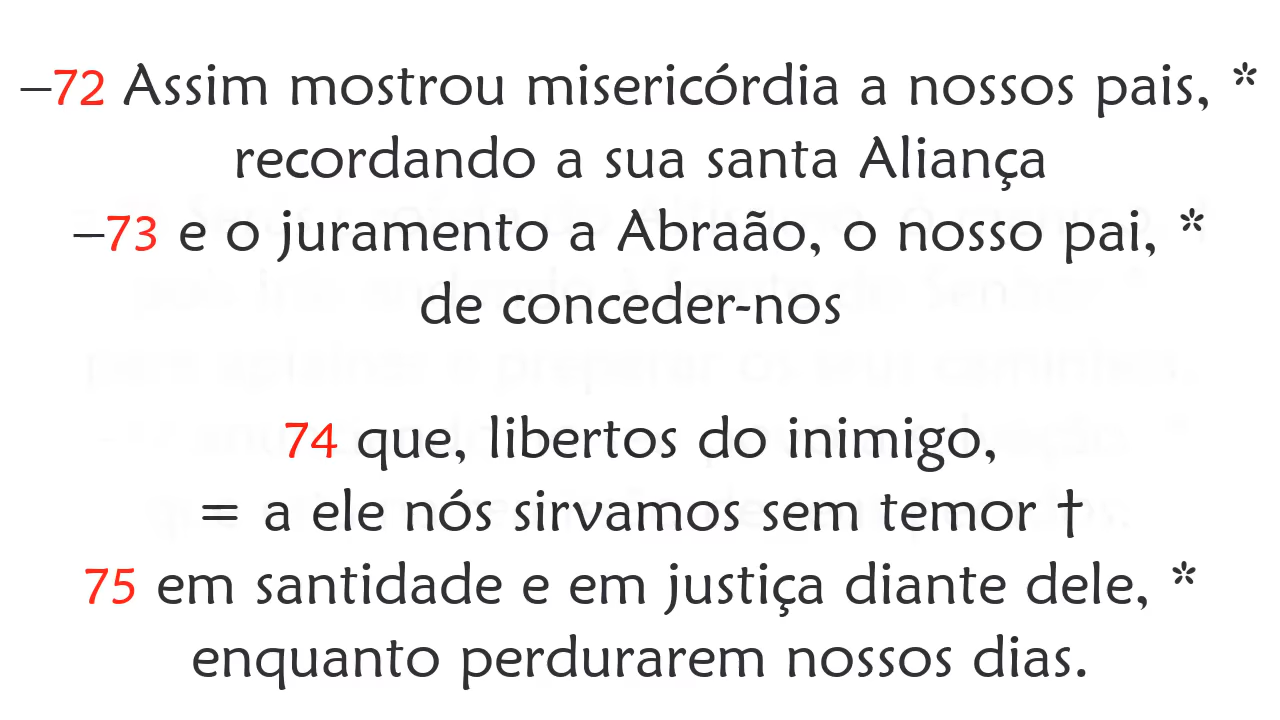 –72 Assim mostrou misericórdia a nossos pais, *
recordando a sua santa Aliança
–73 e o juramento a Abraão, o nosso pai, *
de conceder-nos
74 que, libertos do inimigo,
= a ele nós sirvamos sem temor †
75 em santidade e em justiça diante dele, *
enquanto perdurarem nossos dias.